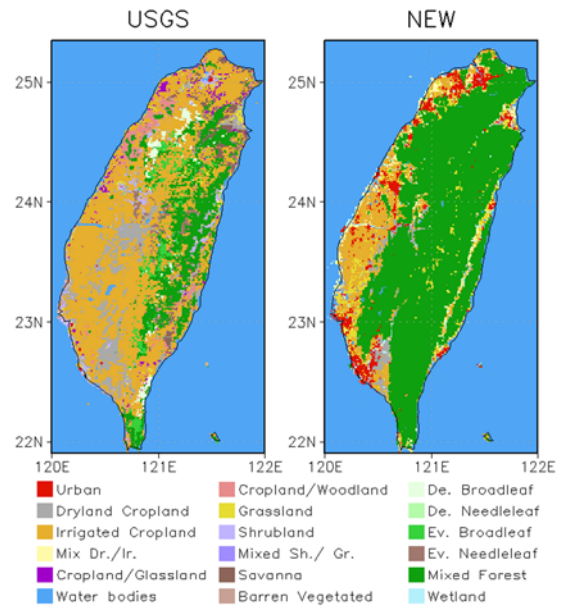 USGS NEW
25N 25N
24N 24N
23N 23N
22N 22N
120E 121E 122E 120E 121E 122E
Urban Cropland/Woodland De. Broadleaf
Dryland Cropland Grassland De. Needleleaf
Irrigated Cropland Shrubland Ev. Broadleaf
Mix Dr./Ir. Mixed Sh./ Gr. Ev. Needleleaf
Cropland/Glassland Savanna Mixed Forest
Water bodies Barren Vegetated Wetland